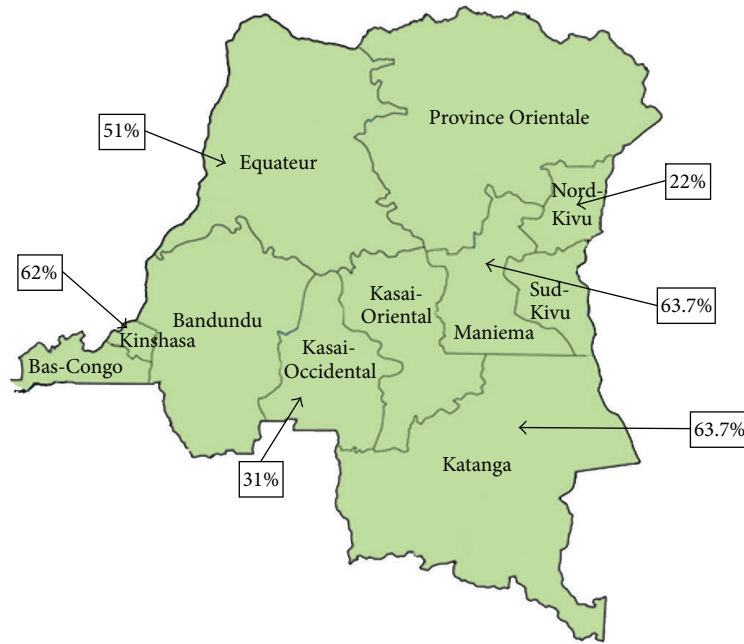 Province Orientale
51%
Equateur
22%
Nord-
Kivu
62%
63.7%
Kasai-
Oriental
Sud-
Kivu
Bandundu
Kinshasa
Maniema
Bas-Congo
Kasai-
Occidental
63.7%
Katanga
31%